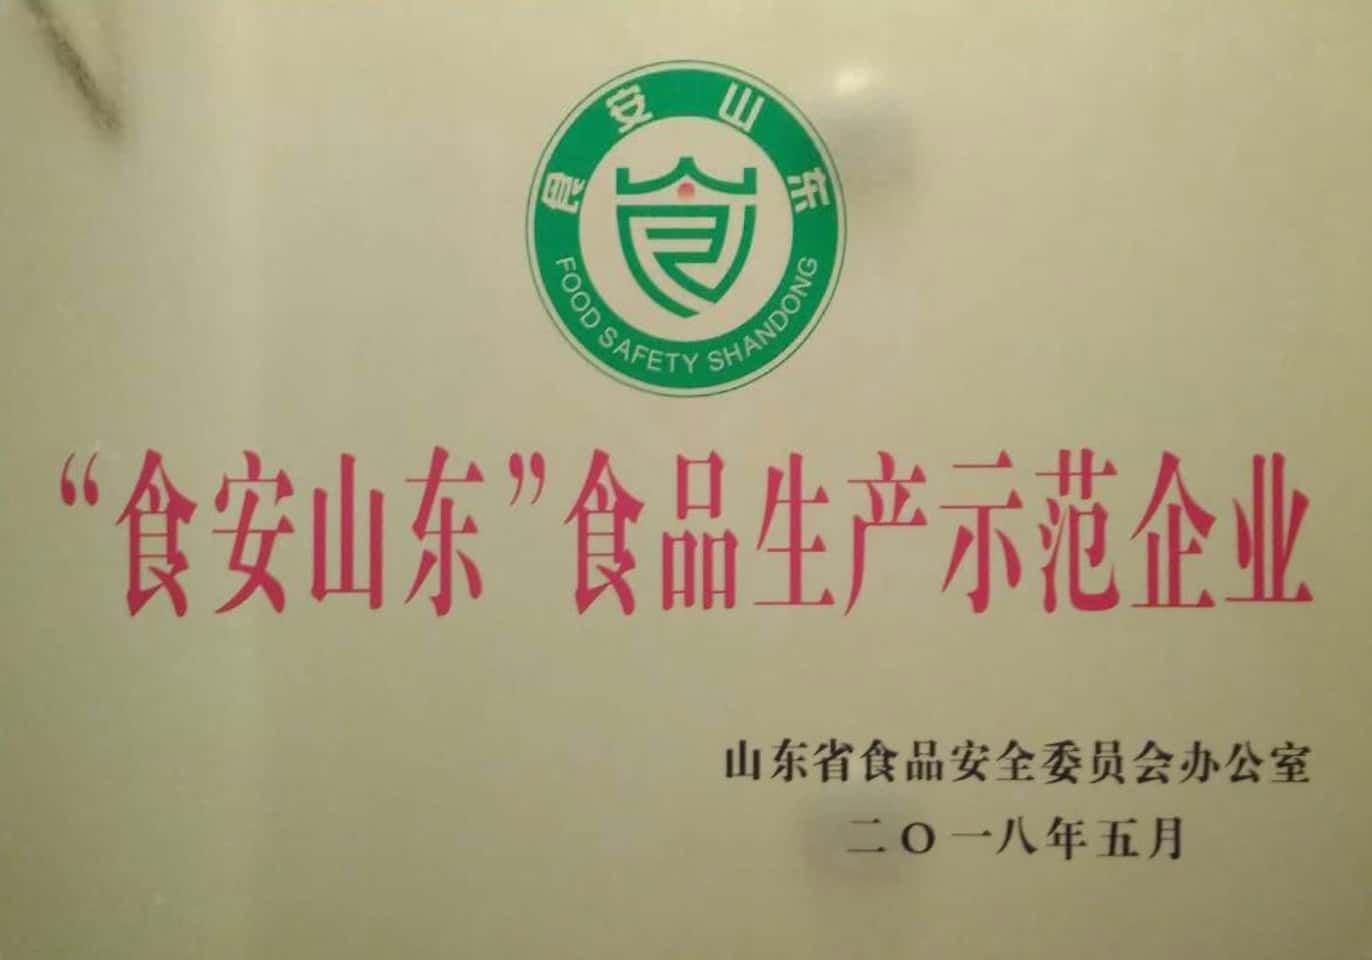 食安山东
FOOD SAFETY SHANDONG
“食安山东”食品生产示范企业
山东省食品安全委员会办公室
二〇一八年五月